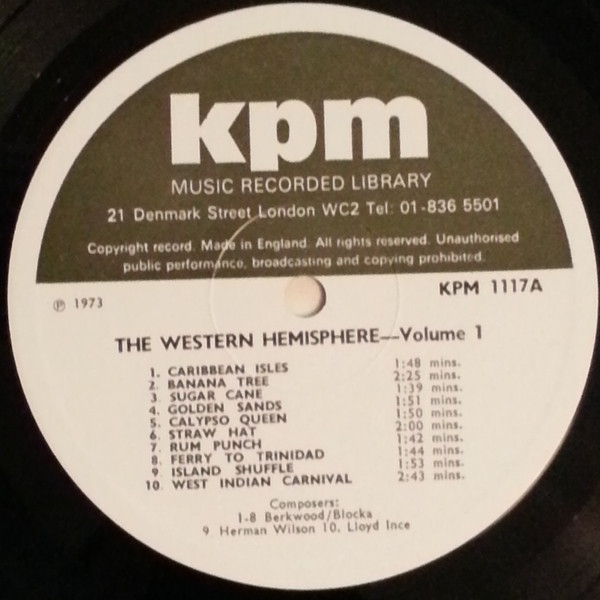 kpm
MUSIC RECORDED LIBRARY
21 Denmark Street London WC2 Tel: 01-836 5501
Copyright record. Made in England. All rights reserved. Unauthorised
public performance, broadcasting and copying prohibited.
KPM 1117A
℗ 1973
THE WESTERN HEMISPHERE—Volume 1
1. CARIBBEAN ISLES 1:48 mins.
2. BANANA TREE 2:25 mins.
3. SUGAR CANE 1:39 mins.
4. GOLDEN SANDS 1:51 mins.
5. CALYPSO QUEEN 1:50 mins.
6. STRAW HAT 2:00 mins.
7. RUM PUNCH 1:42 mins.
8. FERRY TO TRINIDAD 1:44 mins.
9. ISLAND SHUFFLE 1:53 mins.
10. WEST INDIAN CARNIVAL 2:43 mins.
Composers:
1-8 Berkwood/Blocka
9 Herman Wilson 10. Lloyd Ince